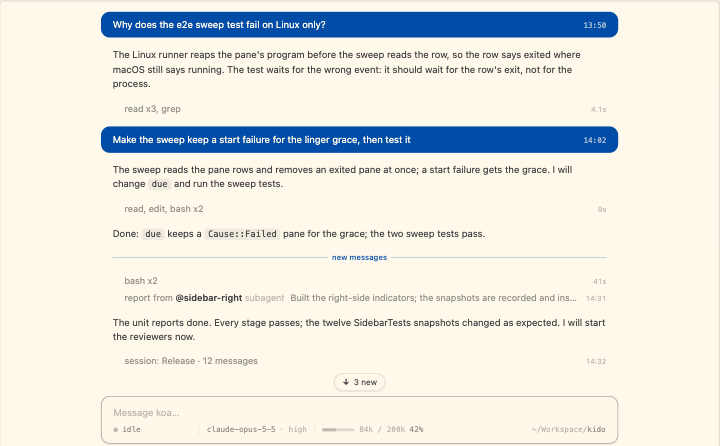 Why does the e2e sweep test fail on Linux only? 13:50
The Linux runner reaps the pane's program before the sweep reads the row, so the row says exited where
macOS still says running. The test waits for the wrong event: it should wait for the row's exit, not for the
process.
read x3, grep 4.1s
Make the sweep keep a start failure for the linger grace, then test it 14:02
The sweep reads the pane rows and removes an exited pane at once; a start failure gets the grace. I will
change due and run the sweep tests.
read, edit, bash x2 9s
Done: due keeps a Cause::Failed pane for the grace; the two sweep tests pass.
new messages
bash x2 41s
report from @sidebar-right subagent Built the right-side indicators; the snapshots are recorded and ins… 14:31
The unit reports done. Every stage passes; the twelve SidebarTests snapshots changed as expected. I will start
the reviewers now.
session: Release · 12 messages 14:32
↓ 3 new
Message koa…
idle claude-opus-5-5 · high 84k / 200k 42% ~/Workspace/kido